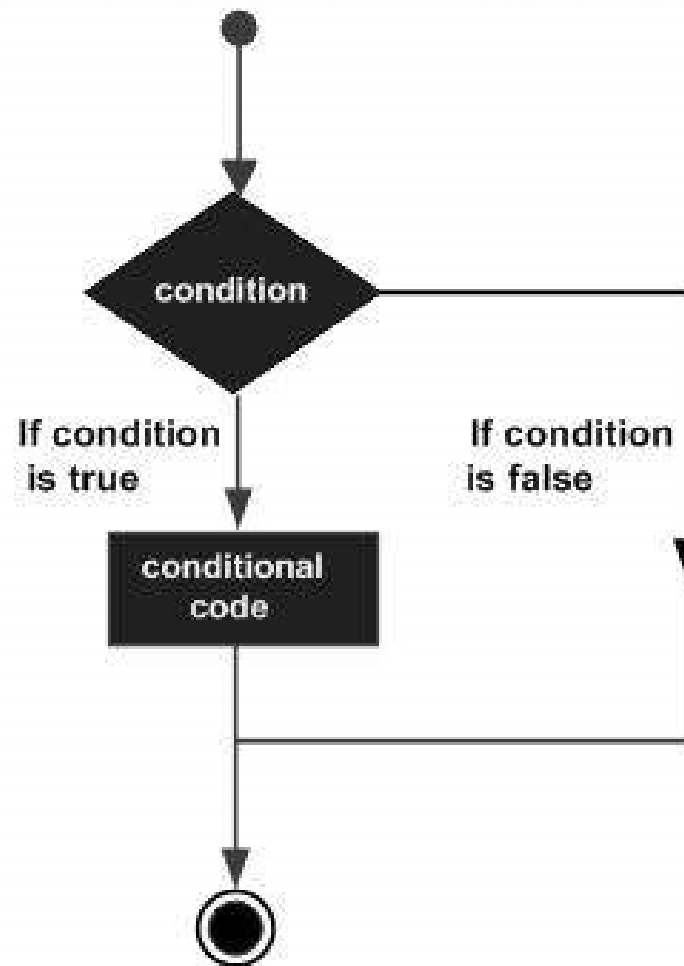 condition
If condition
is true
If condition
is false
conditional
code